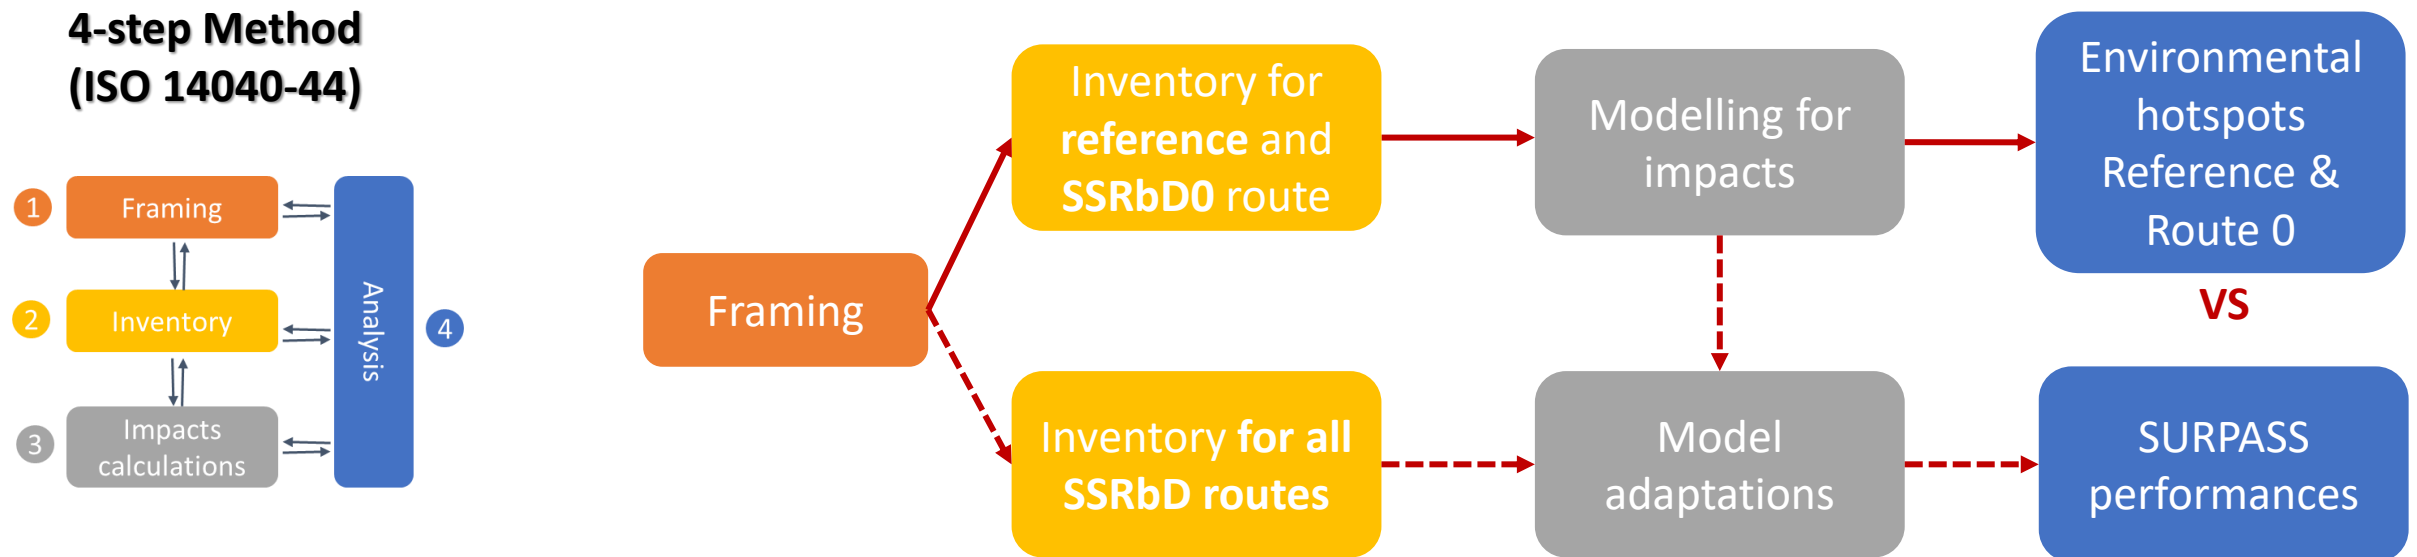 4-step Method
(ISO 14040-44)
1
Framing
2
Inventory
3
Impacts
calculations
Analysis
4
Framing
Inventory for
reference and
SSRbD0 route
Modelling for
impacts
Environmental
hotspots
Reference &
Route 0
VS
Inventory for all
SSRbD routes
Model
adaptations
SURPASS
performances